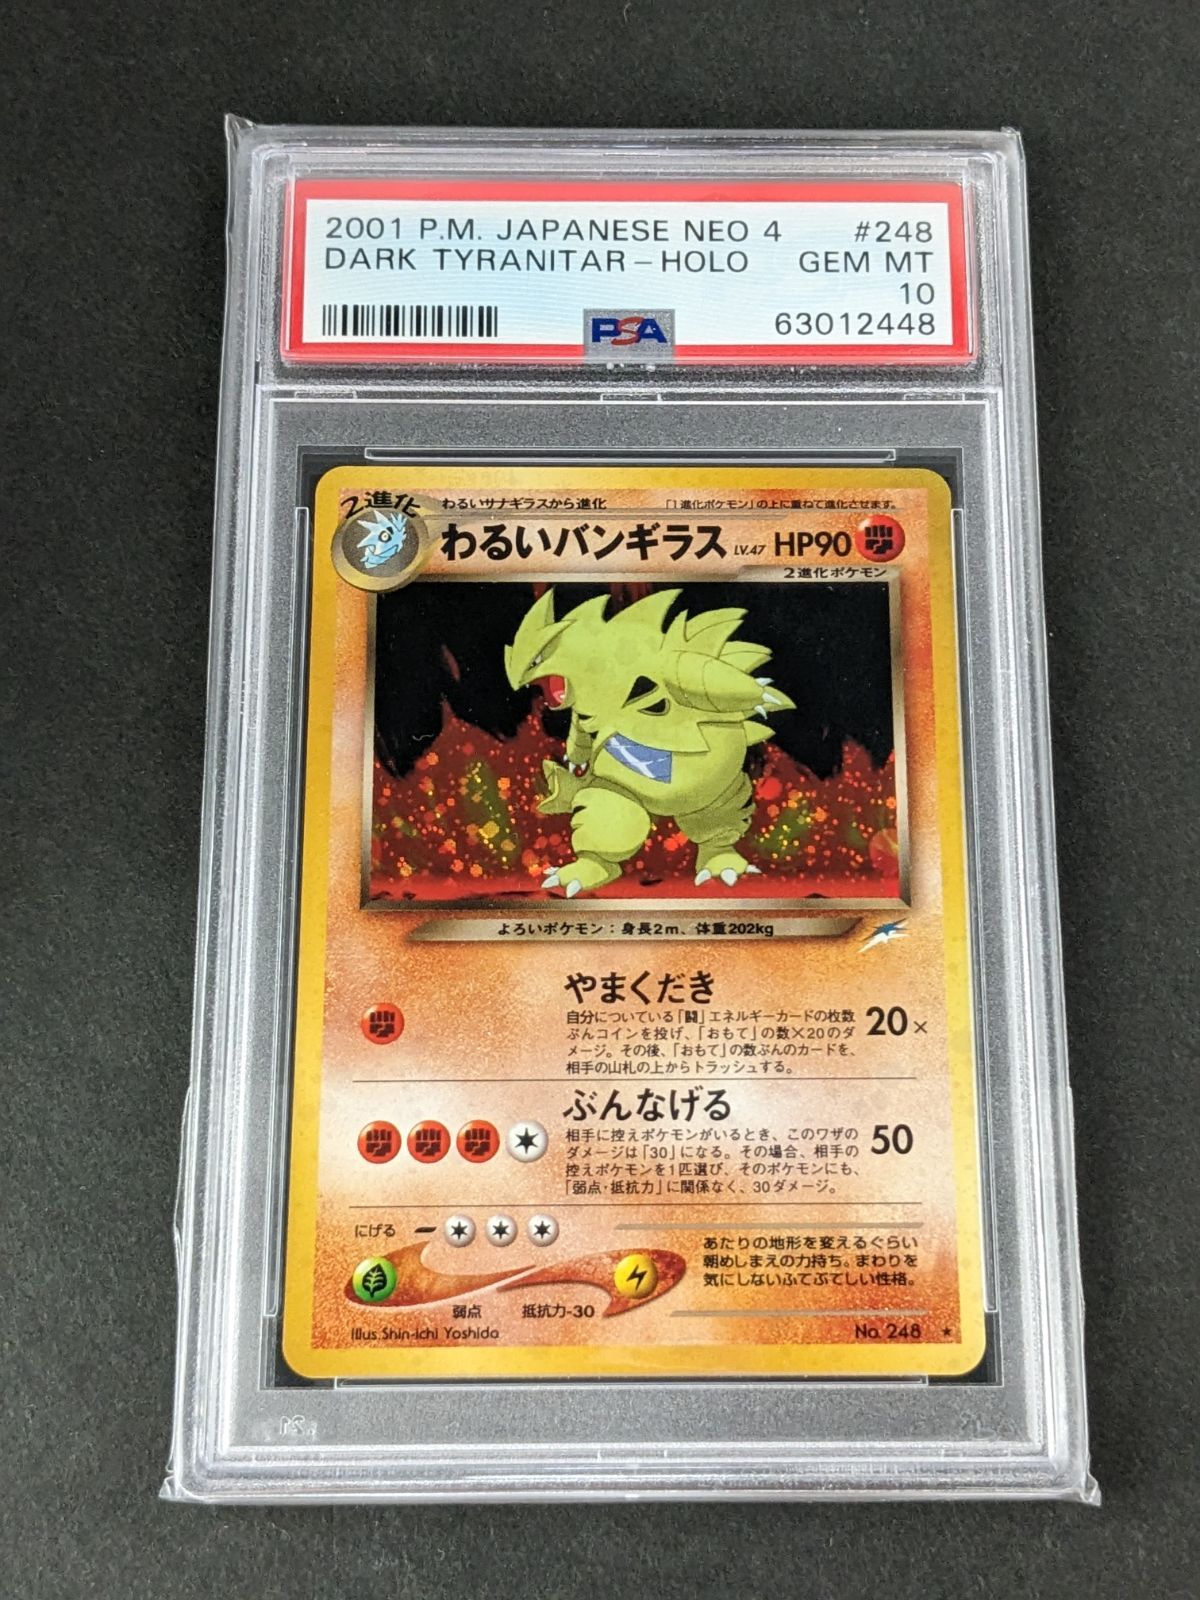 2001 P.M. JAPANESE NEO 4 #248
DARK TYRANITAR-HOLO GEM MT
10
63012448
PSA
2進化
わるいサナギラスから進化 「1進化ポケモン」の上に重ねて進化させます。
わるいバンギラス LV.47 HP90
2進化ポケモン
よろいポケモン:身長2m、体重202kg
やまくだき
自分についている「闘」エネルギーカードの枚数
ぶんコインを投げ、「おもて」の数×20のダ
メージ。その後、「おもて」の数ぶんのカードを、
相手の山札の上からトラッシュする。
20×
ぶんなげる
相手に控えポケモンがいるとき、このワザの
ダメージは「30」になる。その場合、相手の
控えポケモンを1匹選び、そのポケモンにも、
「弱点・抵抗力」に関係なく、30ダメージ。
50
にげる
弱点 抵抗力-30
あたりの地形を変えるぐらい
朝めしまえの力持ち。まわりを
気にしないふてぶてしい性格。
Illus.Shin-ichi Yoshida
No. 248 ★